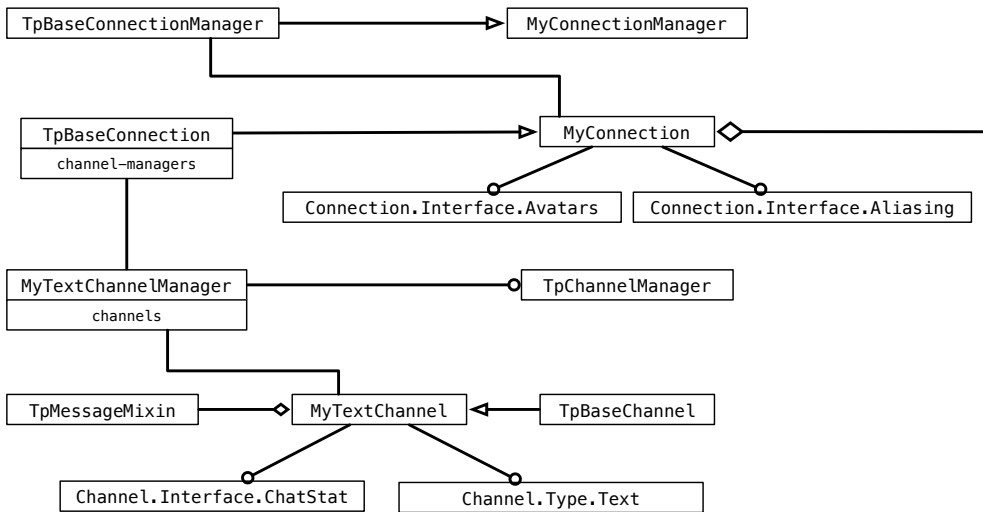 TpBaseConnectionManager
MyConnectionManager
TpBaseConnection
channel–managers
MyConnection
Connection.Interface.Avatars
Connection.Interface.Aliasing
MyTextChannelManager
channels
TpChannelManager
TpMessageMixin
MyTextChannel
TpBaseChannel
Channel.Interface.ChatStat
Channel.Type.Text